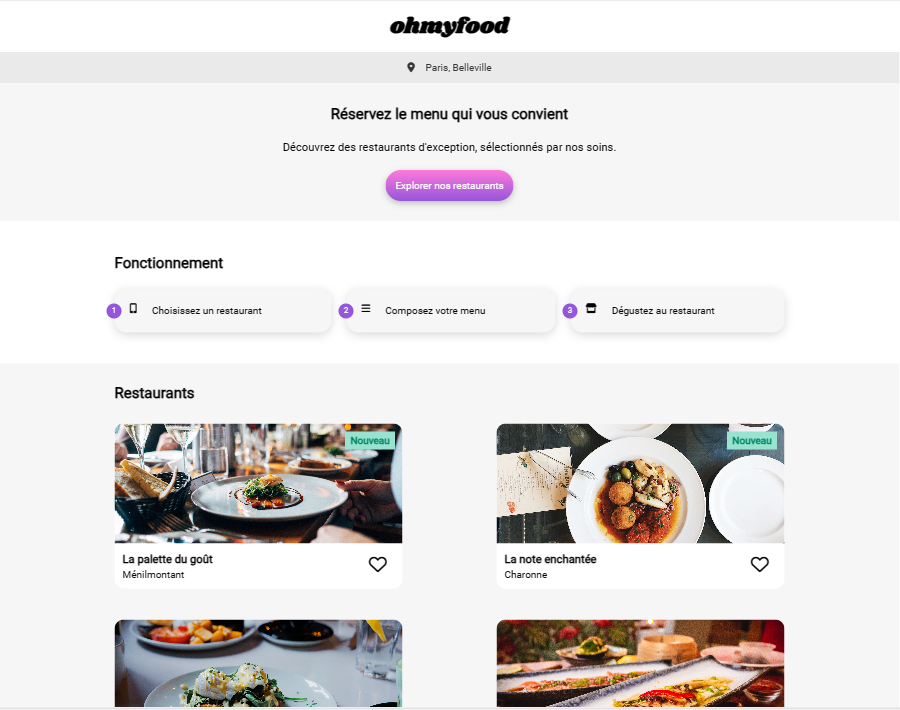 ohmyfood
Paris, Belleville
Réservez le menu qui vous convient
Découvrez des restaurants d'exception, sélectionnés par nos soins.
Explorer nos restaurants
Fonctionnement
1 Choisissez un restaurant
2 Composez votre menu
3 Dégustez au restaurant
Restaurants
Nouveau
La palette du goût
Ménilmontant
Nouveau
La note enchantée
Charonne